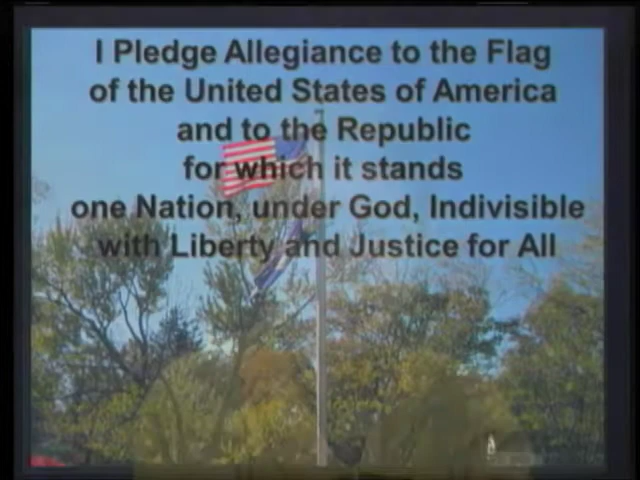 I Pledge Allegiance to the Flag
of the United States of America
and to the Republic
for which it stands
one Nation, under God, Indivisible
with Liberty and Justice for All